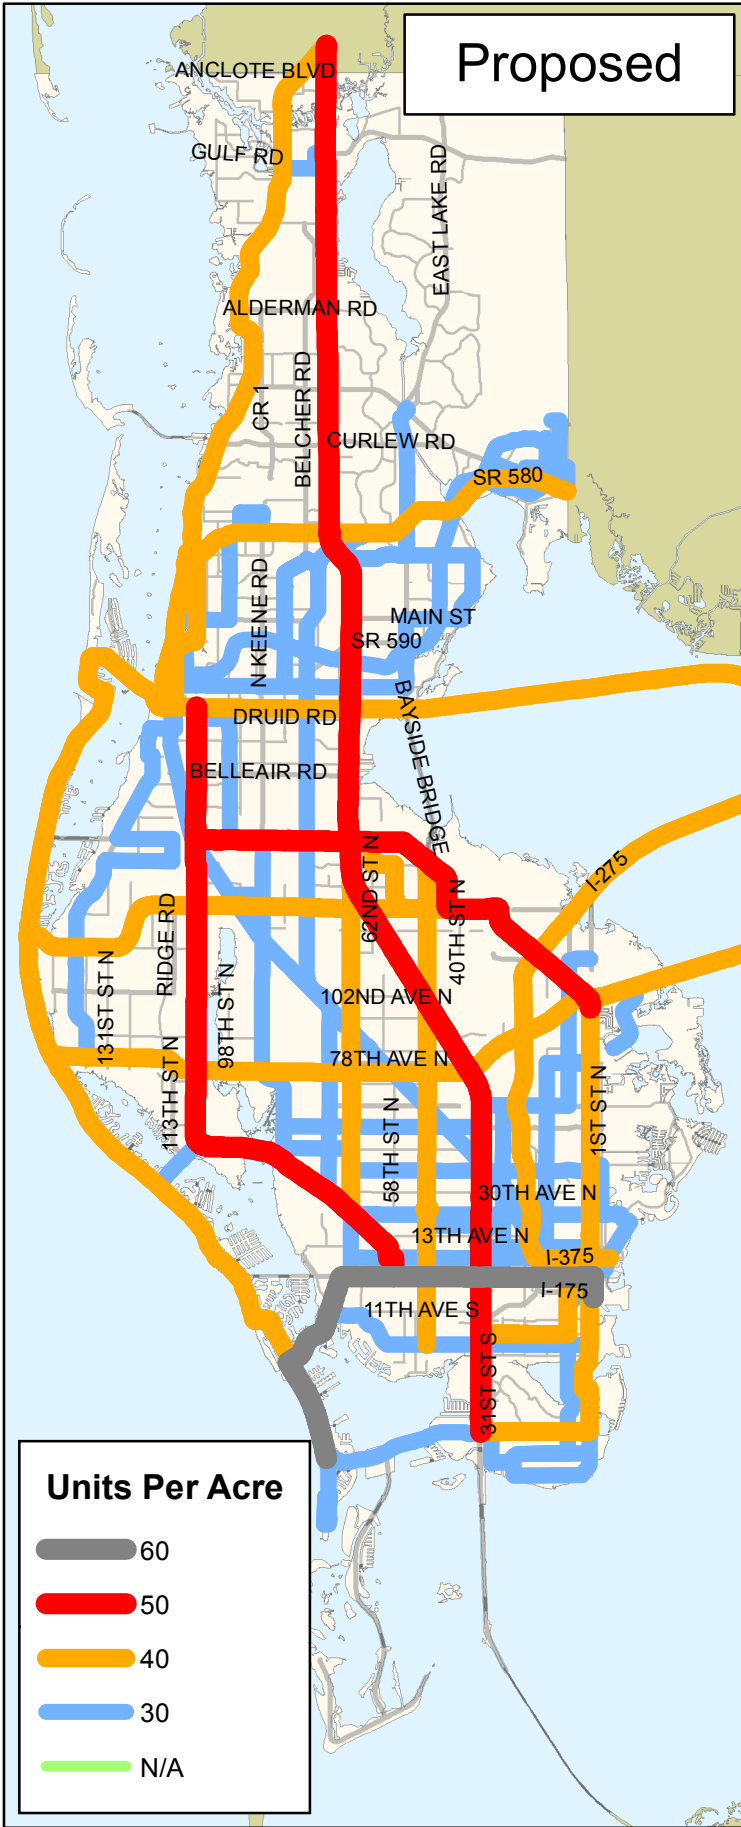 Proposed
ANCLOTE BLVD
GULF RD
EAST LAKE RD
ALDERMAN RD
CR 1
BELCHER RD
CURLEW RD
SR 580
N KEENE RD
MAIN ST
SR 590
DRUID RD
BAYSIDE BRIDGE
BELLEAIR RD
62ND ST N
I-275
40TH ST N
RIDGE RD
131ST ST N
98TH ST N
102ND AVE N
113TH ST N
78TH AVE N
1ST ST N
58TH ST N
30TH AVE N
13TH AVE N
I-375
I-175
11TH AVE S
31ST ST S
Units Per Acre
60
50
40
30
N/A